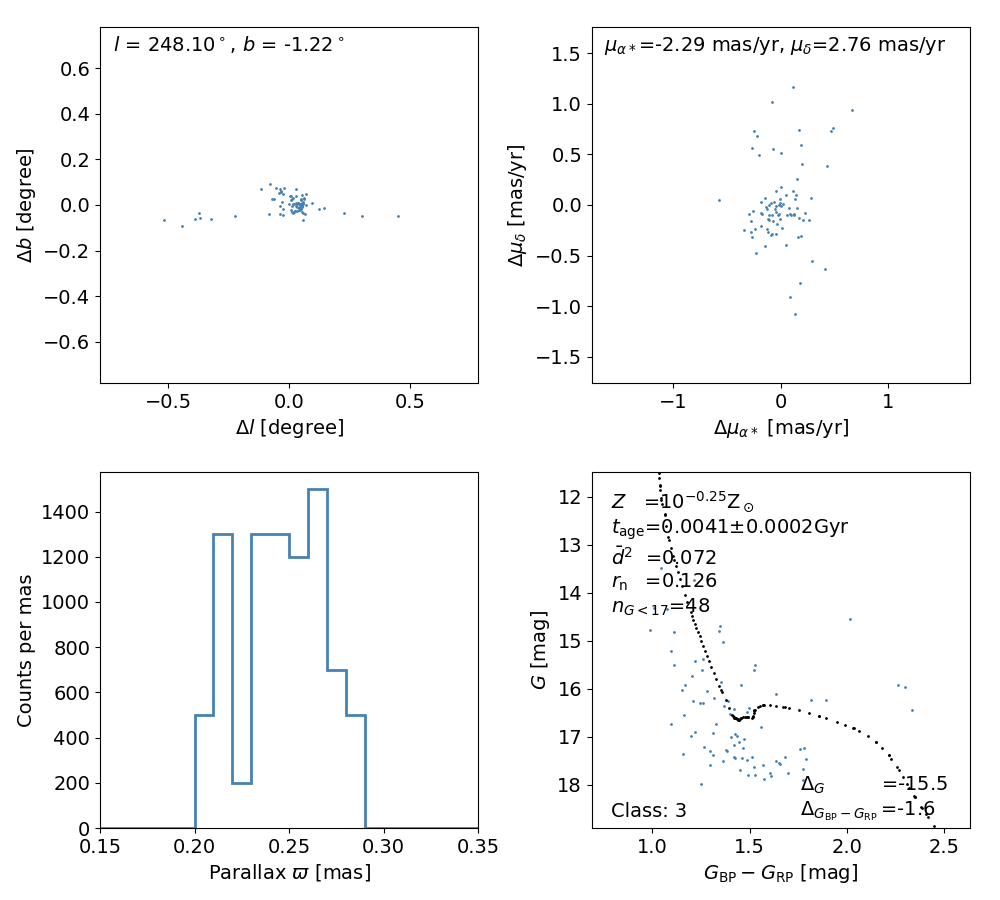 l = 248.10°, b = -1.22°
0.6
0.4
0.2
0.0
−0.2
−0.4
−0.6
Δb [degree]
−0.5 0.0 0.5
Δl [degree]
μα∗=-2.29 mas/yr, μδ=2.76 mas/yr
1.5
1.0
0.5
0.0
−0.5
−1.0
−1.5
Δμδ [mas/yr]
−1 0 1
Δμα∗ [mas/yr]
1400
1200
1000
800
600
400
200
0
Counts per mas
0.15 0.20 0.25 0.30 0.35
Parallax ϖ [mas]
12
13
14
15
16
17
18
G [mag]
Z =10^−0.25 Z⊙
t_age=0.0041±0.0002Gyr
d̄² =0.072
r_n =0.126
n_G<17=48
Δ_G =-15.5
Class: 3 Δ_GBP−GRP =-1.6
1.0 1.5 2.0 2.5
G_BP − G_RP [mag]